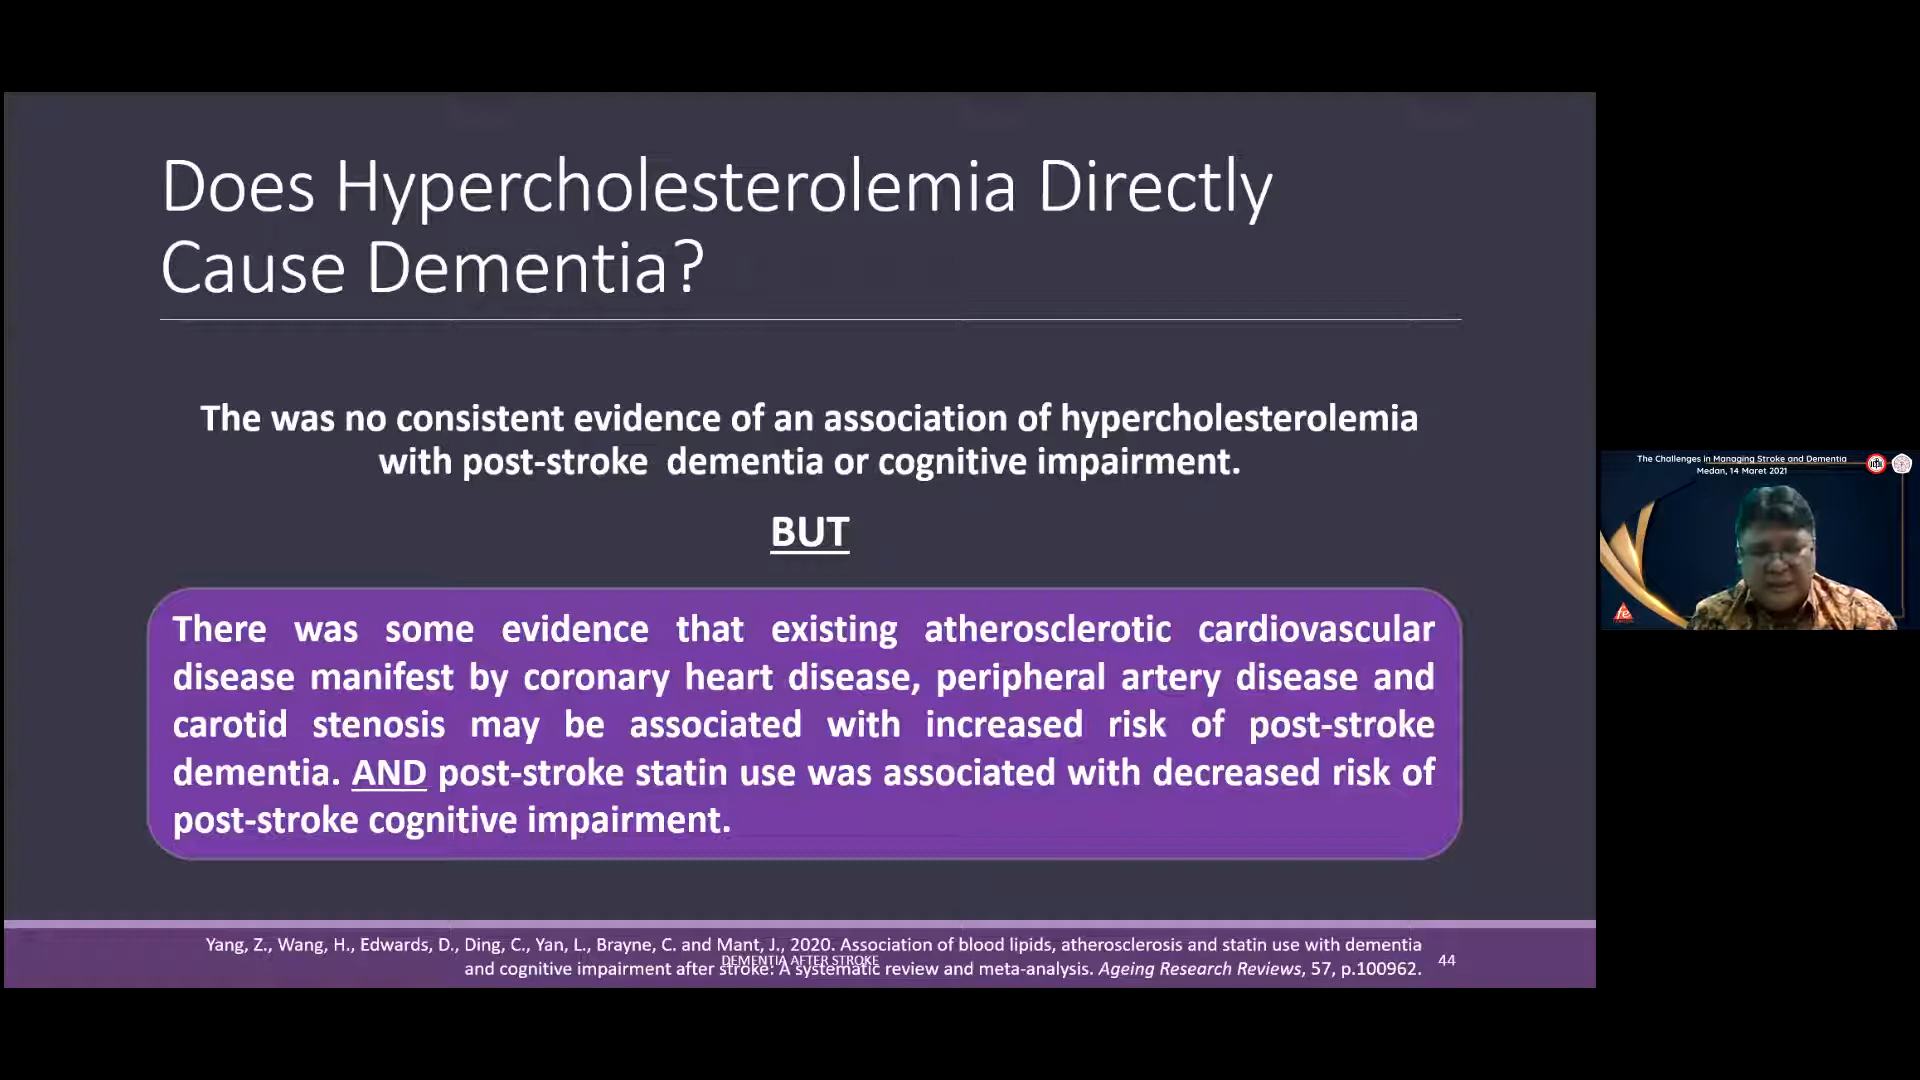 Does Hypercholesterolemia Directly
Cause Dementia?
The was no consistent evidence of an association of hypercholesterolemia
with post-stroke dementia or cognitive impairment.
BUT
There was some evidence that existing atherosclerotic cardiovascular
disease manifest by coronary heart disease, peripheral artery disease and
carotid stenosis may be associated with increased risk of post-stroke
dementia. AND post-stroke statin use was associated with decreased risk of
post-stroke cognitive impairment.
Yang, Z., Wang, H., Edwards, D., Ding, C., Yan, L., Brayne, C. and Mant, J., 2020. Association of blood lipids, atherosclerosis and statin use with dementia
and cognitive impairment after stroke: A systematic review and meta-analysis. Ageing Research Reviews, 57, p.100962.
DEMENTIA AFTER STROKE
44
The Challenges in Managing Stroke and Dementia
Medan, 14 Maret 2021